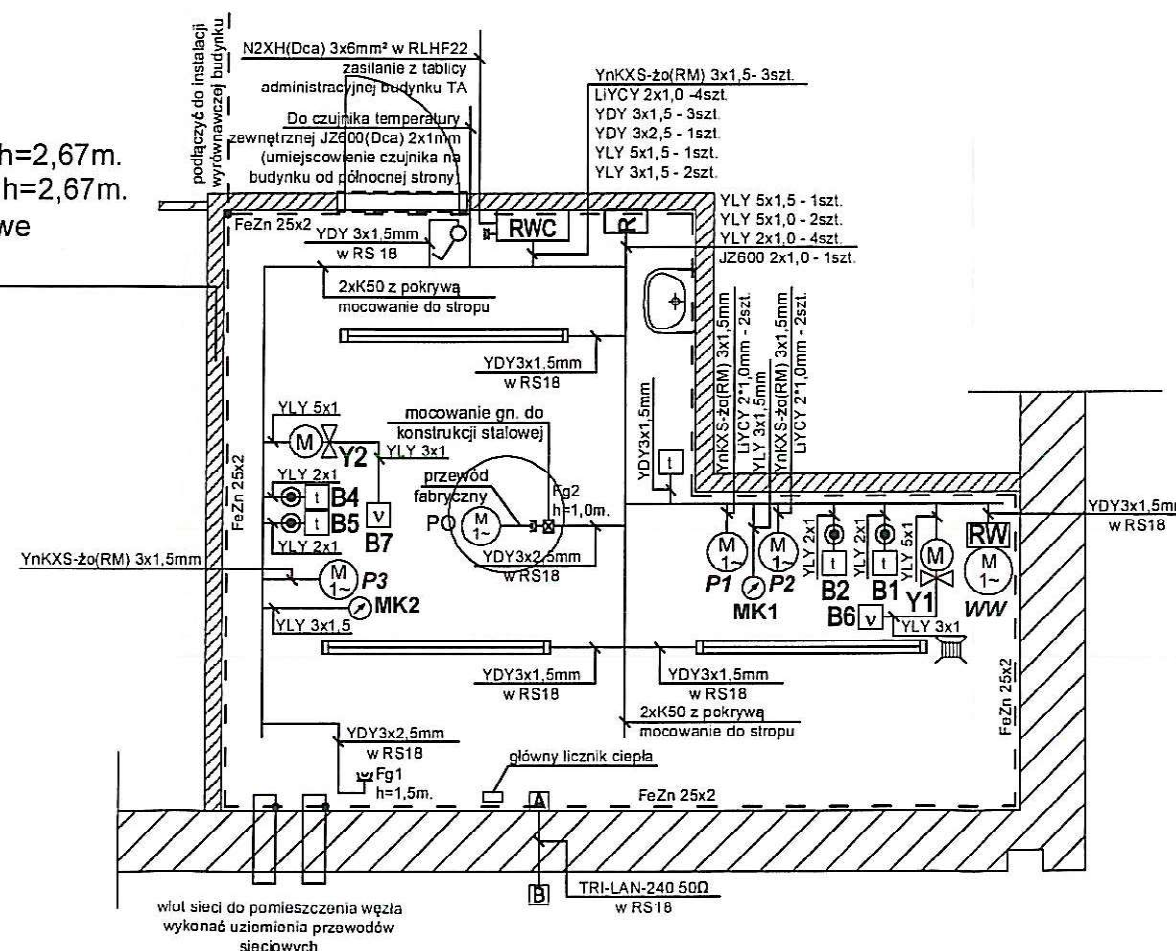 podłączyć do instalacji
wyrównawczej budynku
N2XH(Dca) 3x6mm² w RLHF22
zasilanie z tablicy
administracyjnej budynku TA
Do czujnika temperatury
zewnętrznej JZ600(Dca) 2x1mm
(umiejscowienie czujnika na
budynku od północnej strony)
YnKXS-żo(RM) 3x1,5- 3szt.
LiYCY 2x1,0 -4szt.
YDY 3x1,5 - 3szt.
YDY 3x2,5 - 1szt.
YLY 5x1,5 - 1szt.
YLY 3x1,5 - 2szt.
h=2,67m.
h=2,67m.
we
YLY 5x1,5 - 1szt.
YLY 5x1,0 - 2szt.
YLY 2x1,0 - 4szt.
JZ600 2x1,0 - 1szt.
FeZn 25x2
YDY 3x1,5mm
w RS 18
RWC
R
2xK50 z pokrywą
mocowanie do stropu
YDY3x1,5mm
w RS18
YnKXS-żo(RM) 3x1,5mm
LiYCY 2*1,0mm - 2szt.
YLY 3x1,5mm
YnKXS-żo(RM) 3x1,5mm
LiYCY 2*1,0mm - 2szt.
YDY3x1,5mm
t
YLY 5x1
M
Y2
YLY 3x1
mocowanie gn. do
konstrukcji stalowej
przewód
fabryczny
Fg2
h=1,0m.
P
M
1~
YDY3x2,5mm
w RS18
FeZn 25x2
YLY 2x1
t
B4
t
B5
YLY 2x1
v
B7
YnKXS-żo(RM) 3x1,5mm
M
1~
P3
MK2
YLY 3x1,5
M
1~
P1
MK1
M
1~
P2
YLY 2x1
t
B2
YLY 2x1
t
B1
YLY 5x1
M
Y1
B6
v
YLY 3x1
RW
M
1~
WW
YDY3x1,5mm
w RS18
YDY3x1,5mm
w RS18
YDY3x1,5mm
w RS18
FeZn 25x2
2xK50 z pokrywą
mocowanie do stropu
YDY3x2,5mm
w RS18
Fg1
h=1,5m.
główny licznik ciepła
A
FeZn 25x2
B
TRI-LAN-240 50Ω
w RS18
wlot sieci do pomieszczenia węzła
wykonać uziomienia przewodów
sieciowych